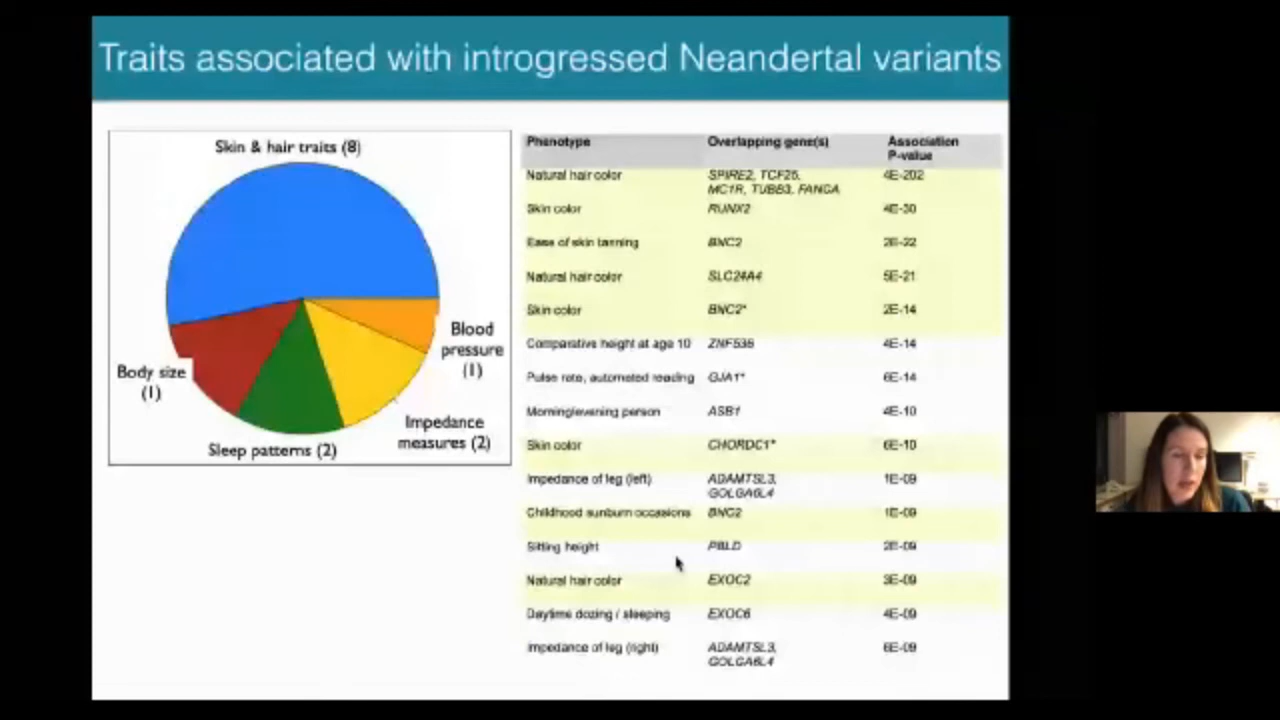 Traits associated with introgressed Neandertal variants
Skin & hair traits (8)
Blood
pressure
(1)
Body size
(1)
Impedance
measures (2)
Sleep patterns (2)
Phenotype Overlapping gene(s) Association
P-value
Natural hair color SPIRE2, TCF25, 4E-202
MC1R, TUBB3, FANCA
Skin color RUNX2 4E-30
Ease of skin tanning BNC2 2E-22
Natural hair color SLC24A4 5E-21
Skin color BNC2* 2E-14
Comparative height at age 10 ZNF536 4E-14
Pulse rate, automated reading GJA1* 6E-14
Morning/evening person ASB1 4E-10
Skin color CHORDC1* 6E-10
Impedance of leg (left) ADAMTSL3, 1E-09
GOLGA6L4
Childhood sunburn occasions BNC2 1E-09
Sitting height PBLD 2E-09
Natural hair color EXOC2 3E-09
Daytime dozing / sleeping EXOC6 4E-09
Impedance of leg (right) ADAMTSL3, 6E-09
GOLGA6L4